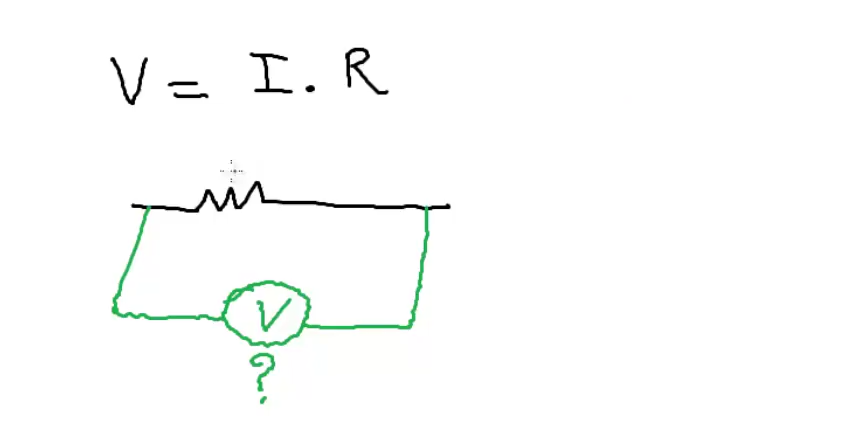 V = I . R
V
?